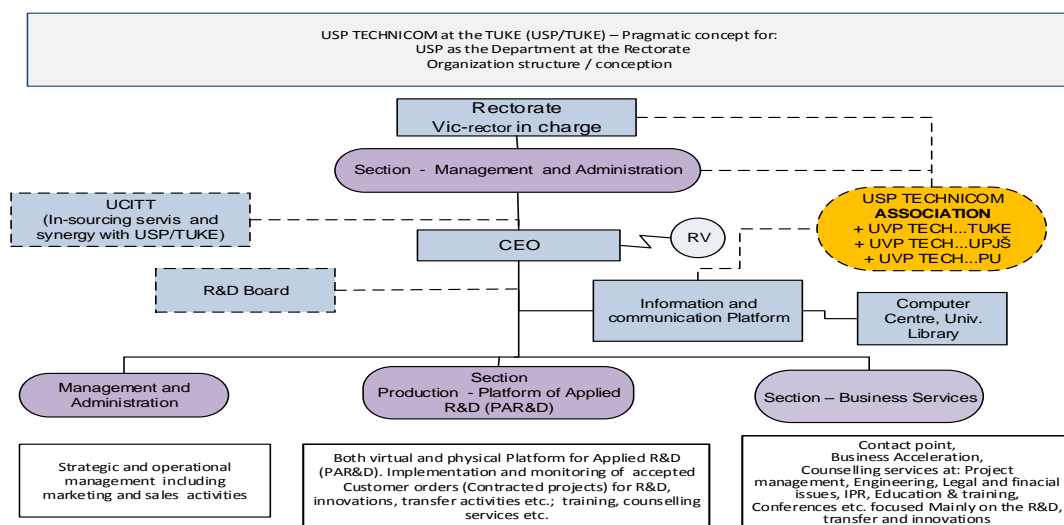 USP TECHNICOM at the TUKE (USP/TUKE) – Pragmatic concept for:
USP as the Department at the Rectorate
Organization structure / conception
Rectorate
Vic-rector in charge
Section - Management and Administration
UCITT
(In-sourcing servis and
synergy with USP/TUKE)
USP TECHNICOM
ASSOCIATION
+ UVP TECH...TUKE
+ UVP TECH...UPJŠ
+ UVP TECH...PU
CEO
RV
R&D Board
Information and
communication Platform
Computer
Centre, Univ.
Library
Management and
Administration
Section
Production - Platform of Applied
R&D (PAR&D)
Section – Business Services
Strategic and operational
management including
marketing and sales activities
Both virtual and physical Platform for Applied R&D
(PAR&D). Implementation and monitoring of accepted
Customer orders (Contracted projects) for R&D,
innovations, transfer activities etc.; training, counselling
services etc.
Contact point,
Business Acceleration,
Counselling services at: Project
management, Engineering, Legal and finacial
issues, IPR, Education & training,
Conferences etc. focused Mainly on the R&D,
transfer and innovations